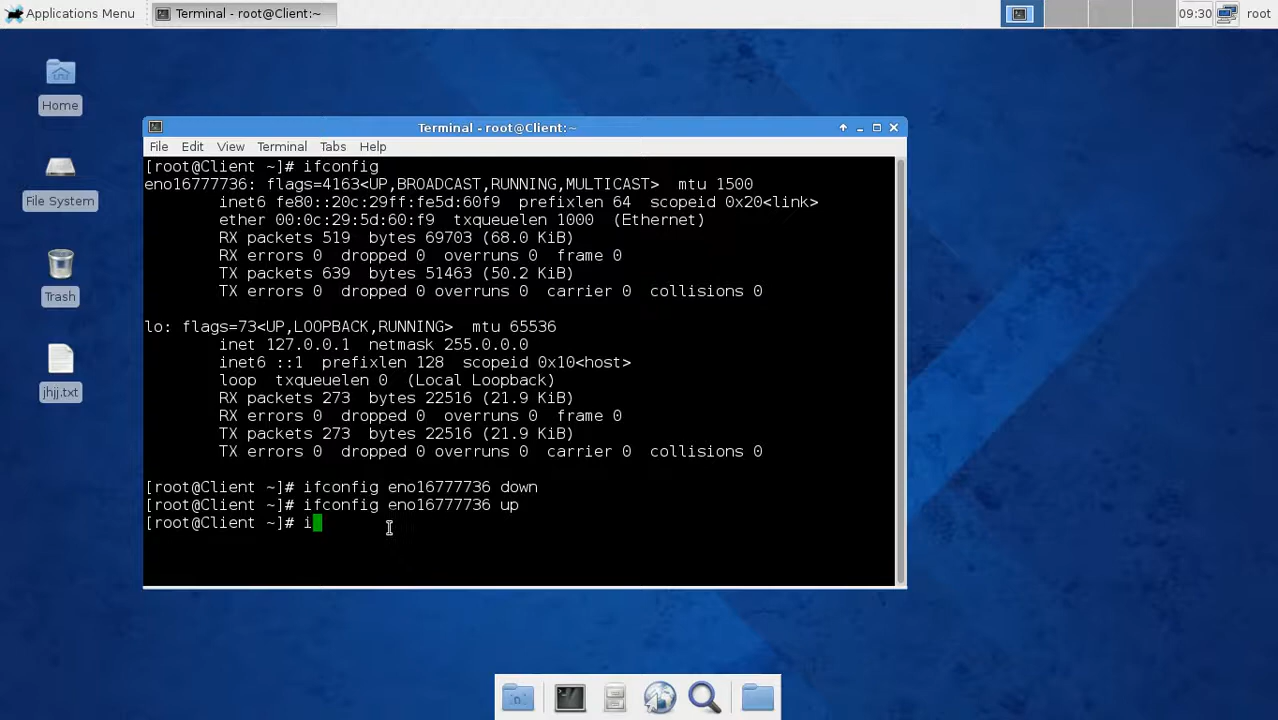 Applications Menu
Terminal - root@Client:~
09:30
root
Home
File System
Trash
jhjj.txt
Terminal - root@Client:~
File Edit View Terminal Tabs Help
[root@Client ~]# ifconfig
eno16777736: flags=4163<UP,BROADCAST,RUNNING,MULTICAST>  mtu 1500
        inet6 fe80::20c:29ff:fe5d:60f9  prefixlen 64  scopeid 0x20<link>
        ether 00:0c:29:5d:60:f9  txqueuelen 1000  (Ethernet)
        RX packets 519  bytes 69703 (68.0 KiB)
        RX errors 0  dropped 0  overruns 0  frame 0
        TX packets 639  bytes 51463 (50.2 KiB)
        TX errors 0  dropped 0 overruns 0  carrier 0  collisions 0
lo: flags=73<UP,LOOPBACK,RUNNING>  mtu 65536
        inet 127.0.0.1  netmask 255.0.0.0
        inet6 ::1  prefixlen 128  scopeid 0x10<host>
        loop  txqueuelen 0  (Local Loopback)
        RX packets 273  bytes 22516 (21.9 KiB)
        RX errors 0  dropped 0  overruns 0  frame 0
        TX packets 273  bytes 22516 (21.9 KiB)
        TX errors 0  dropped 0 overruns 0  carrier 0  collisions 0
[root@Client ~]# ifconfig eno16777736 down
[root@Client ~]# ifconfig eno16777736 up
[root@Client ~]# i